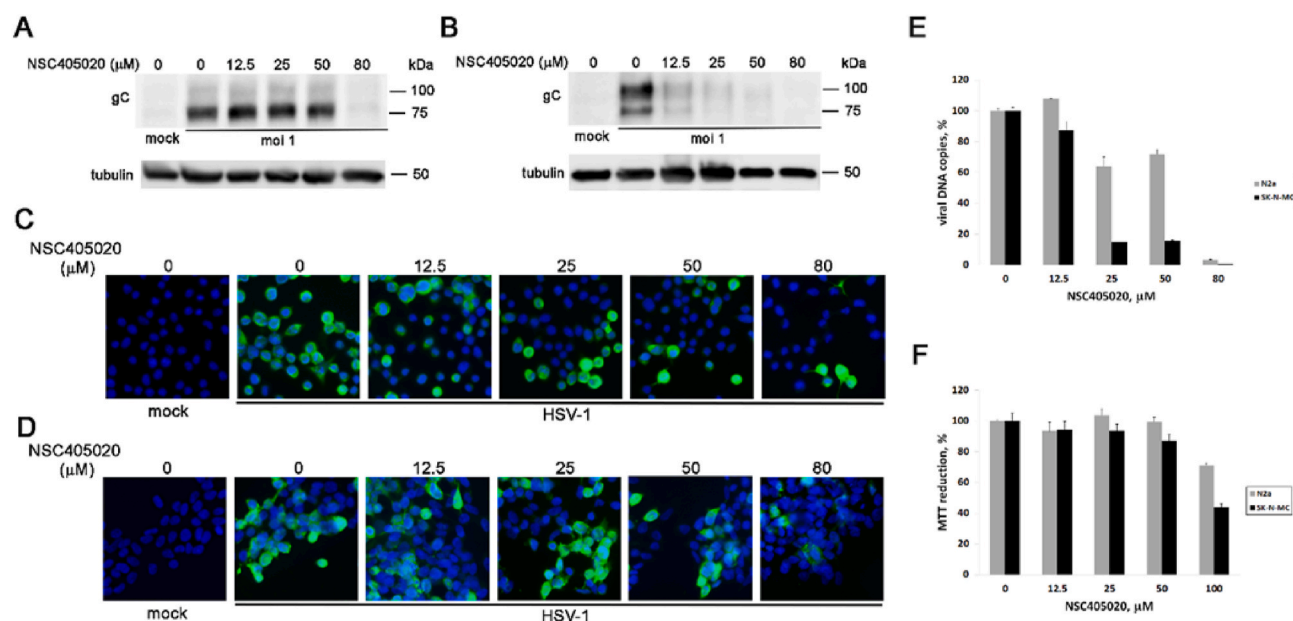 A
NSC405020 (μM)
0 0 12.5 25 50 80 kDa
gC
100
75
mock
moi 1
tubulin
50
B
NSC405020 (μM)
0 0 12.5 25 50 80 kDa
gC
100
75
mock
moi 1
tubulin
50
C
NSC405020
(μM)
0 0 12.5 25 50 80
mock
HSV-1
D
NSC405020
(μM)
0 0 12.5 25 50 80
mock
HSV-1
E
viral DNA copies, %
120
100
80
60
40
20
0
0 12.5 25 50 80
NSC405020, μM
N2a
SK-N-MC
F
MTT reduction, %
120
100
80
60
40
20
0
0 12.5 25 50 100
NSC405020, μM
N2a
SK-N-MC